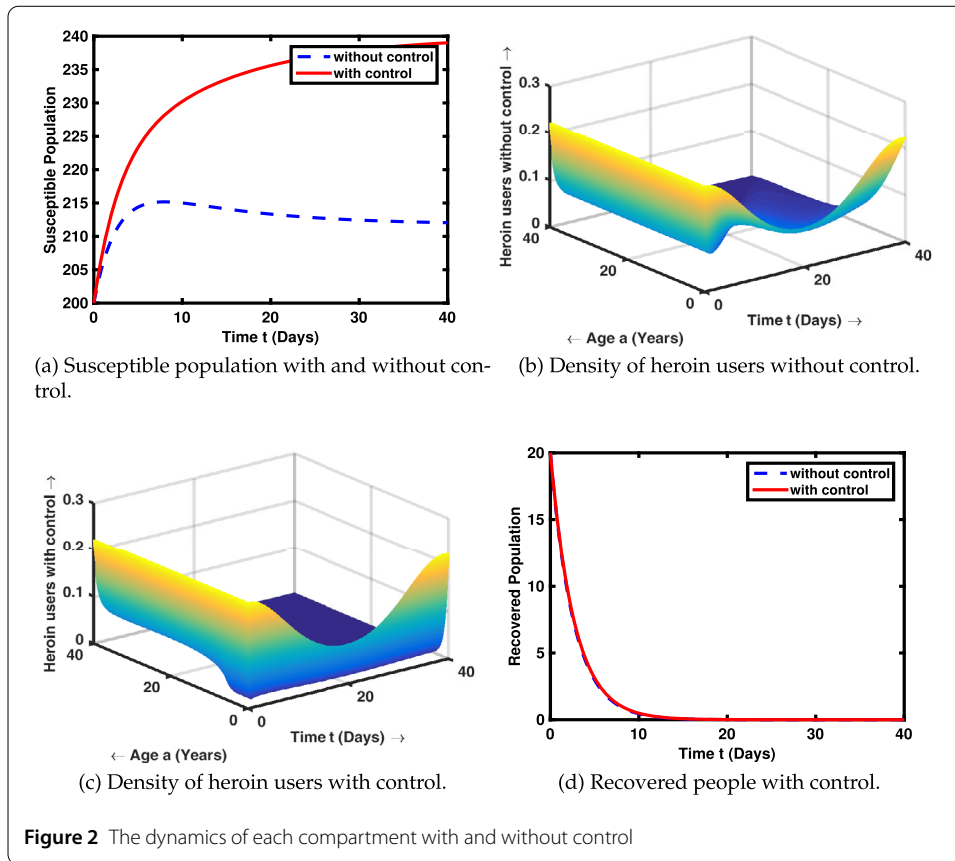 240
235
230
225
220
215
210
205
200
Susceptible Population
without control
with control
0 10 20 30 40
Time t (Days)
(a) Susceptible population with and without con-
trol.
Heroin users without control →
0.3
0.2
0.1
0
40
20
0
0
20
40
← Age a (Years)
Time t (Days) →
(b) Density of heroin users without control.
Heroin users with control →
0.3
0.2
0.1
0
40
20
0
0
20
40
← Age a (Years)
Time t (Days) →
(c) Density of heroin users with control.
20
15
10
5
0
Recovered Population
without control
with control
0 10 20 30 40
Time t (Days)
(d) Recovered people with control.
Figure 2 The dynamics of each compartment with and without control